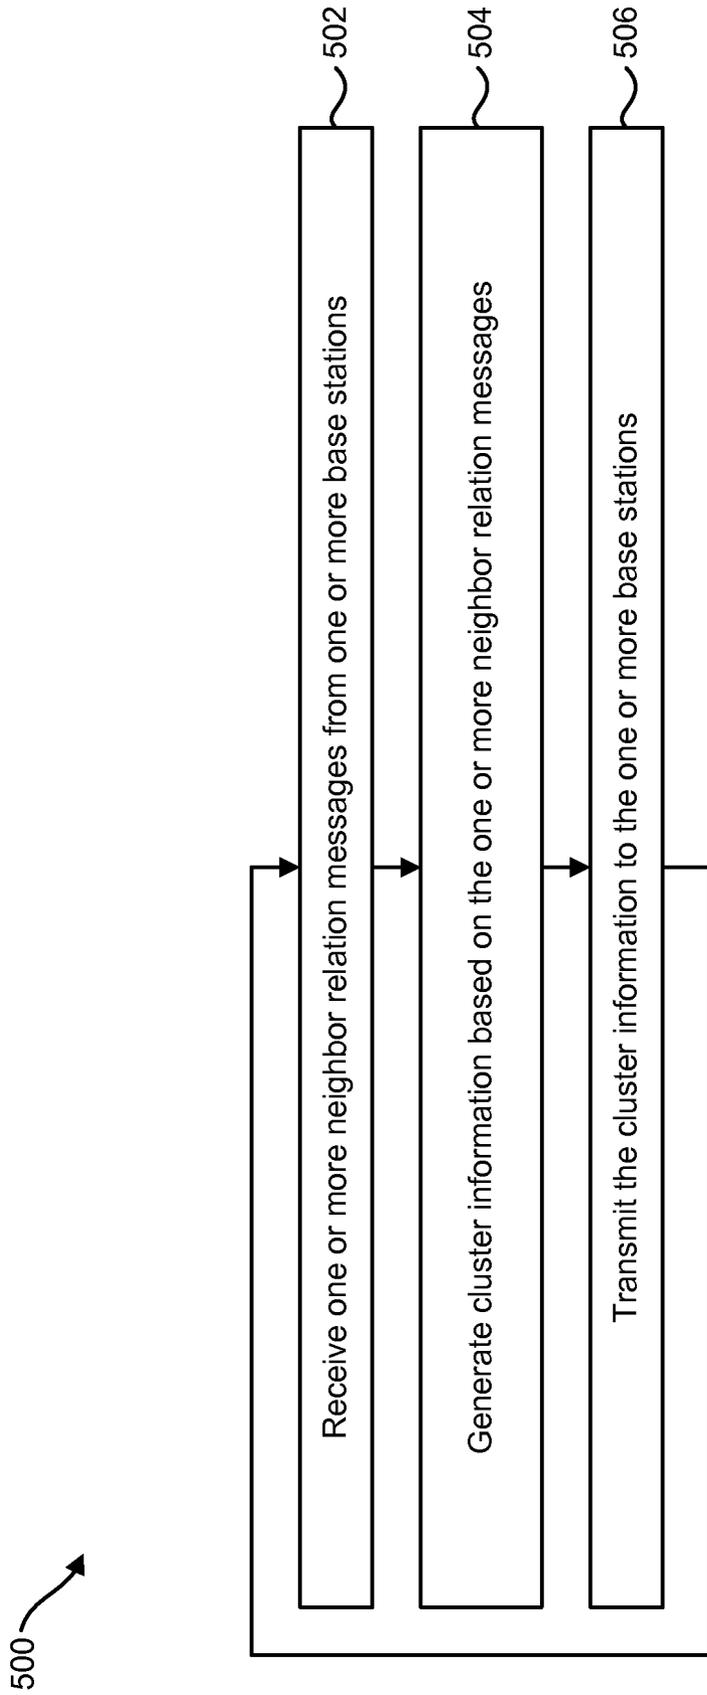 500
Receive one or more neighbor relation messages from one or more base stations
502
Generate cluster information based on the one or more neighbor relation messages
504
Transmit the cluster information to the one or more base stations
506